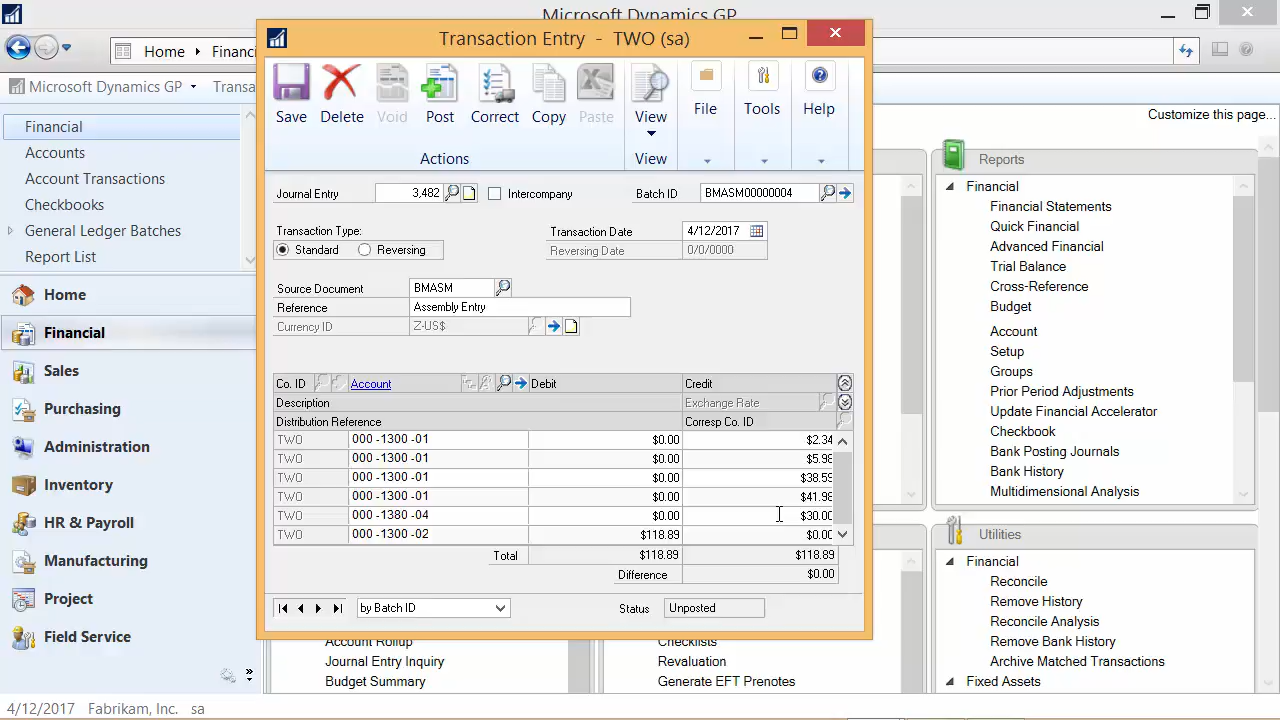 Microsoft Dynamics GP
Transaction Entry - TWO (sa)
Home
Financi
Microsoft Dynamics GP
Transa
Save
Delete
Void
Post
Correct
Copy
Paste
View
File
Tools
Help
Actions
View
Customize this page...
Financial
Accounts
Account Transactions
Checkbooks
General Ledger Batches
Report List
Home
Financial
Sales
Purchasing
Administration
Inventory
HR & Payroll
Manufacturing
Project
Field Service
Journal Entry
3,482
Intercompany
Batch ID
BMASM00000004
Transaction Type:
Standard
Reversing
Transaction Date
4/12/2017
Reversing Date
0/0/0000
Source Document
BMASM
Reference
Assembly Entry
Currency ID
Z-US$
Co. ID Account Debit Credit
Description Exchange Rate
Distribution Reference Corresp Co. ID
TWO 000 -1300 -01 $0.00 $2.34
TWO 000 -1300 -01 $0.00 $5.98
TWO 000 -1300 -01 $0.00 $38.59
TWO 000 -1300 -01 $0.00 $41.98
TWO 000 -1380 -04 $0.00 $30.00
TWO 000 -1300 -02 $118.89 $0.00
Total $118.89 $118.89
Difference $0.00
by Batch ID
Status
Unposted
Reports
Financial
Financial Statements
Quick Financial
Advanced Financial
Trial Balance
Cross-Reference
Budget
Account
Setup
Groups
Prior Period Adjustments
Update Financial Accelerator
Checkbook
Bank Posting Journals
Bank History
Multidimensional Analysis
Utilities
Financial
Reconcile
Remove History
Reconcile Analysis
Remove Bank History
Archive Matched Transactions
Fixed Assets
Account Rollup
Journal Entry Inquiry
Budget Summary
Checklists
Revaluation
Generate EFT Prenotes
4/12/2017 Fabrikam, Inc. sa